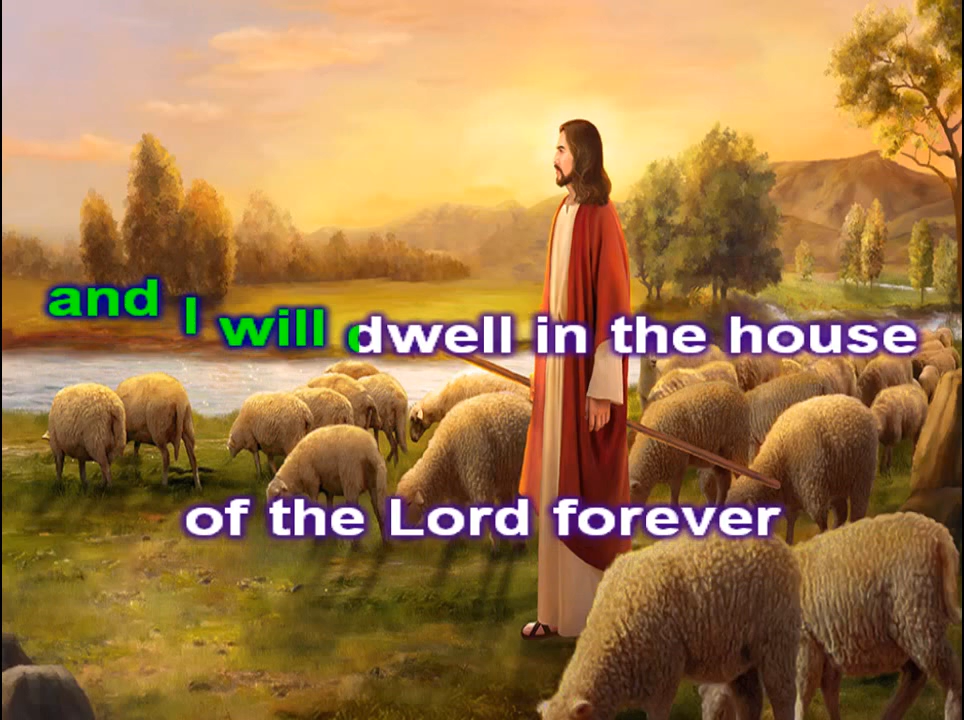 and I will dwell in the house
of the Lord forever